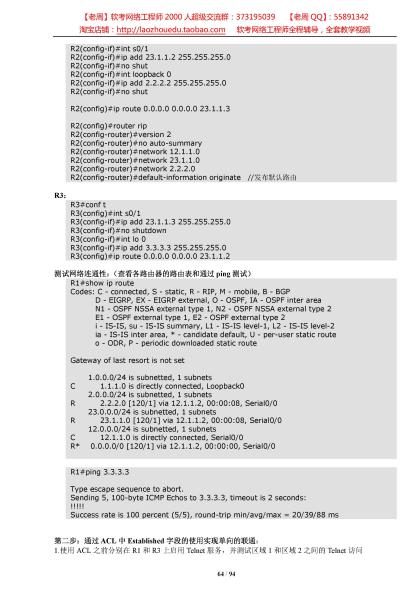 【老周】软考网络工程师 2000 人超级交流群：373195039 【老周 QQ】：55891342
淘宝店铺：http://laozhouedu.taobao.com 软考网络工程师全程辅导，全套教学视频
R2(config-if)#int s0/1
R2(config-if)#ip add 23.1.1.2 255.255.255.0
R2(config-if)#no shut
R2(config-if)#int loopback 0
R2(config-if)#ip add 2.2.2.2 255.255.255.0
R2(config-if)#no shut
R2(config)#ip route 0.0.0.0 0.0.0.0 23.1.1.3
R2(config)#router rip
R2(config-router)#version 2
R2(config-router)#no auto-summary
R2(config-router)#network 12.1.1.0
R2(config-router)#network 23.1.1.0
R2(config-router)#network 2.2.2.0
R2(config-router)#default-information originate //发布默认路由
R3:
R3#conf t
R3(config)#int s0/1
R3(config-if)#ip add 23.1.1.3 255.255.255.0
R3(config-if)#no shutdown
R3(config-if)#int lo 0
R3(config-if)#ip add 3.3.3.3 255.255.255.0
R3(config)#ip route 0.0.0.0 0.0.0.0 23.1.1.2
测试网络连通性：（查看各路由器的路由表和通过 ping 测试）
R1#show ip route
Codes: C - connected, S - static, R - RIP, M - mobile, B - BGP
D - EIGRP, EX - EIGRP external, O - OSPF, IA - OSPF inter area
N1 - OSPF NSSA external type 1, N2 - OSPF NSSA external type 2
E1 - OSPF external type 1, E2 - OSPF external type 2
i - IS-IS, su - IS-IS summary, L1 - IS-IS level-1, L2 - IS-IS level-2
ia - IS-IS inter area, * - candidate default, U - per-user static route
o - ODR, P - periodic downloaded static route
Gateway of last resort is not set
1.0.0.0/24 is subnetted, 1 subnets
C 1.1.1.0 is directly connected, Loopback0
2.0.0.0/24 is subnetted, 1 subnets
R 2.2.2.0 [120/1] via 12.1.1.2, 00:00:08, Serial0/0
23.0.0.0/24 is subnetted, 1 subnets
R 23.1.1.0 [120/1] via 12.1.1.2, 00:00:08, Serial0/0
12.0.0.0/24 is subnetted, 1 subnets
C 12.1.1.0 is directly connected, Serial0/0
R* 0.0.0.0/0 [120/1] via 12.1.1.2, 00:00:00, Serial0/0
R1#ping 3.3.3.3
Type escape sequence to abort.
Sending 5, 100-byte ICMP Echos to 3.3.3.3, timeout is 2 seconds:
!!!!!
Success rate is 100 percent (5/5), round-trip min/avg/max = 20/39/88 ms
第二步：通过 ACL 中 Established 字段的使用实现单向的联通：
1.使用 ACL 之前分别在 R1 和 R3 上启用 Telnet 服务，并测试区域 1 和区域 2 之间的 Telnet 访问
64 / 94